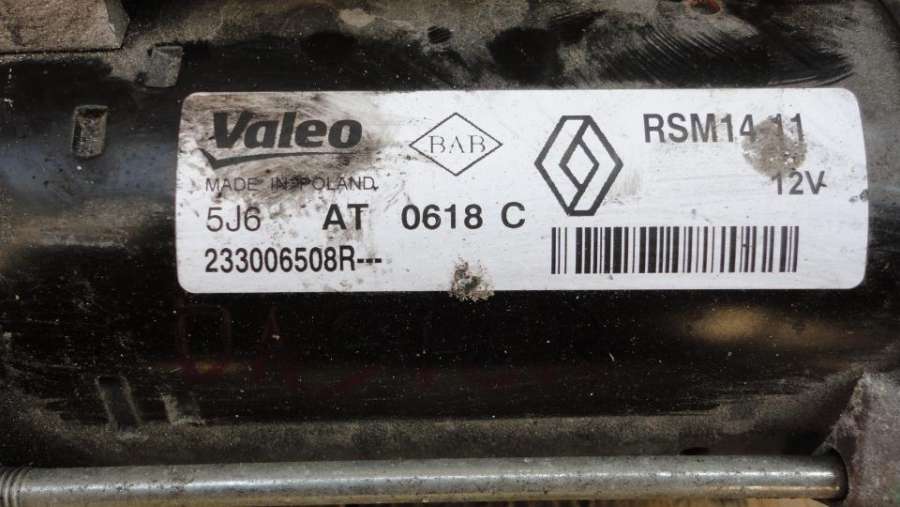 Valeo
BAB
RSM14 11
MADE IN POLAND
12V
5J6 AT 0618 C
233006508R---